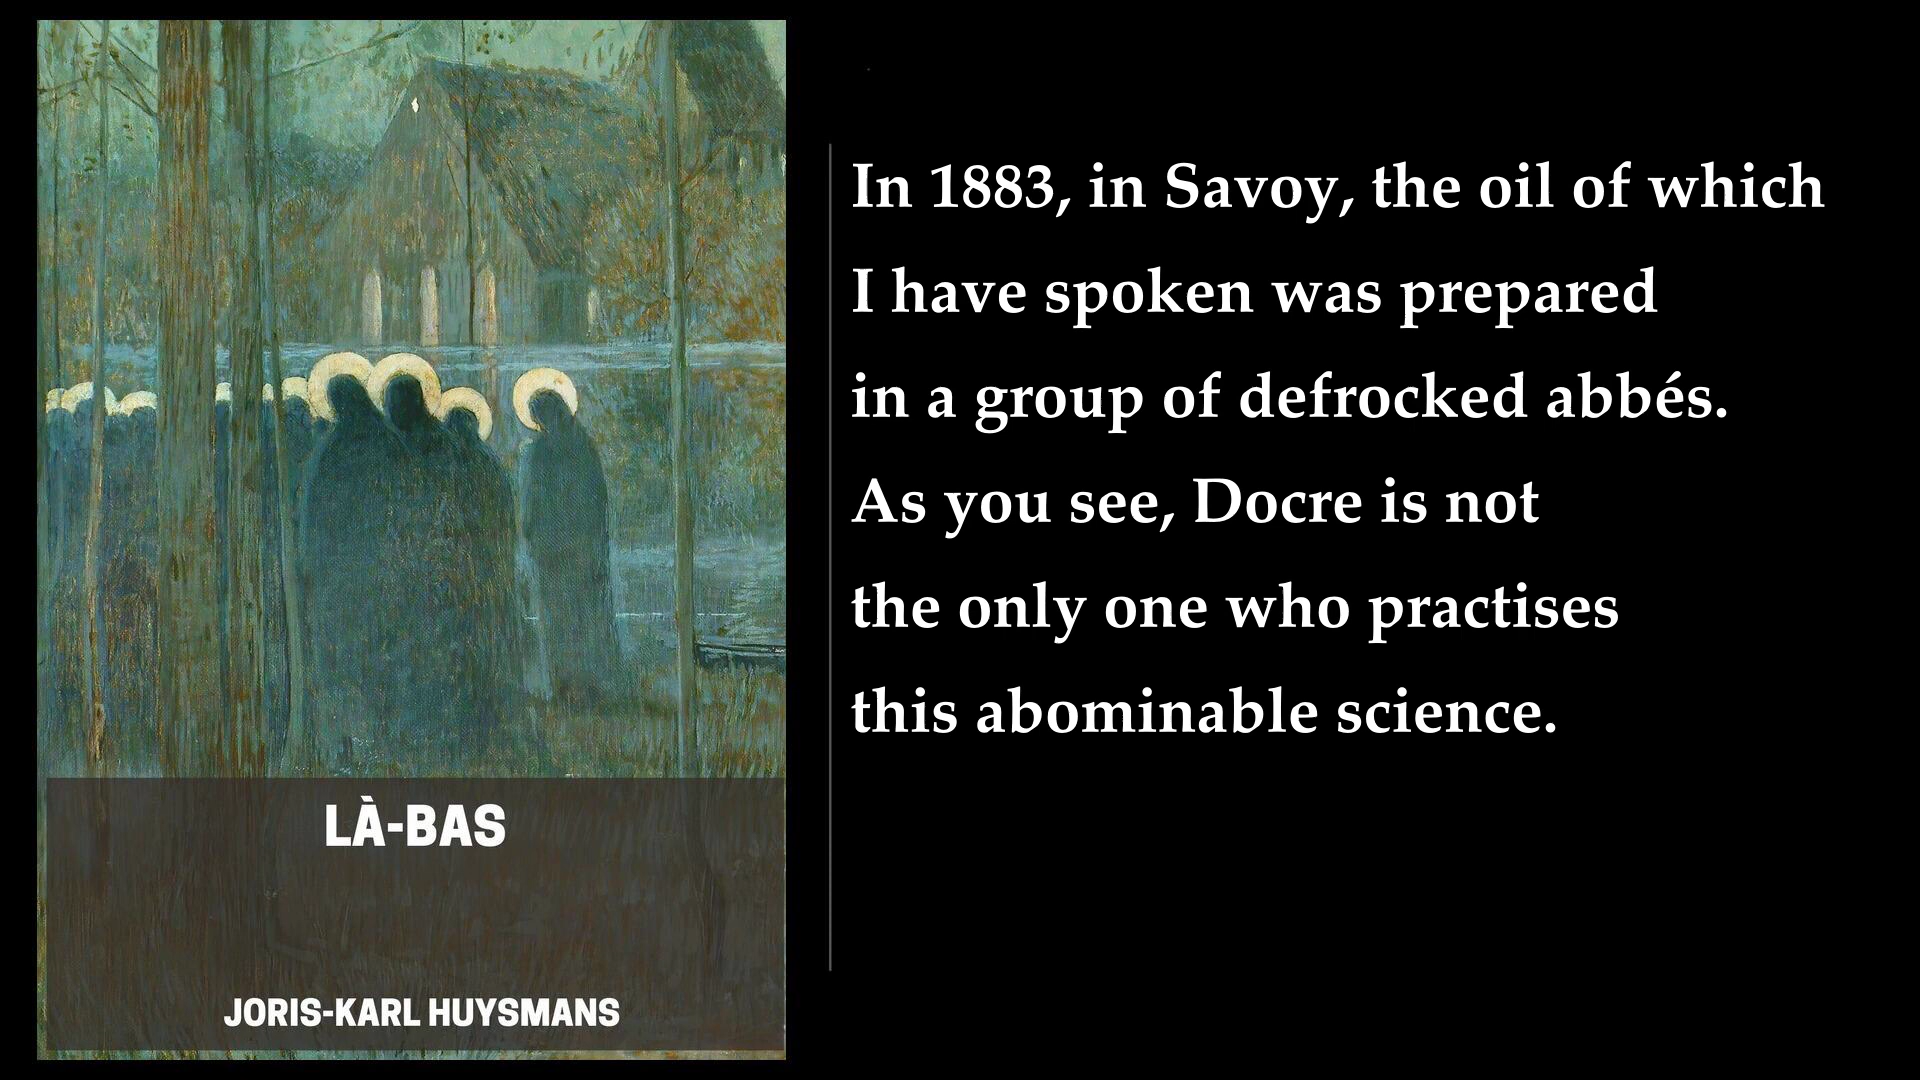 LÀ-BAS
JORIS-KARL HUYSMANS
In 1883, in Savoy, the oil of which
I have spoken was prepared
in a group of defrocked abbés.
As you see, Docre is not
the only one who practises
this abominable science.